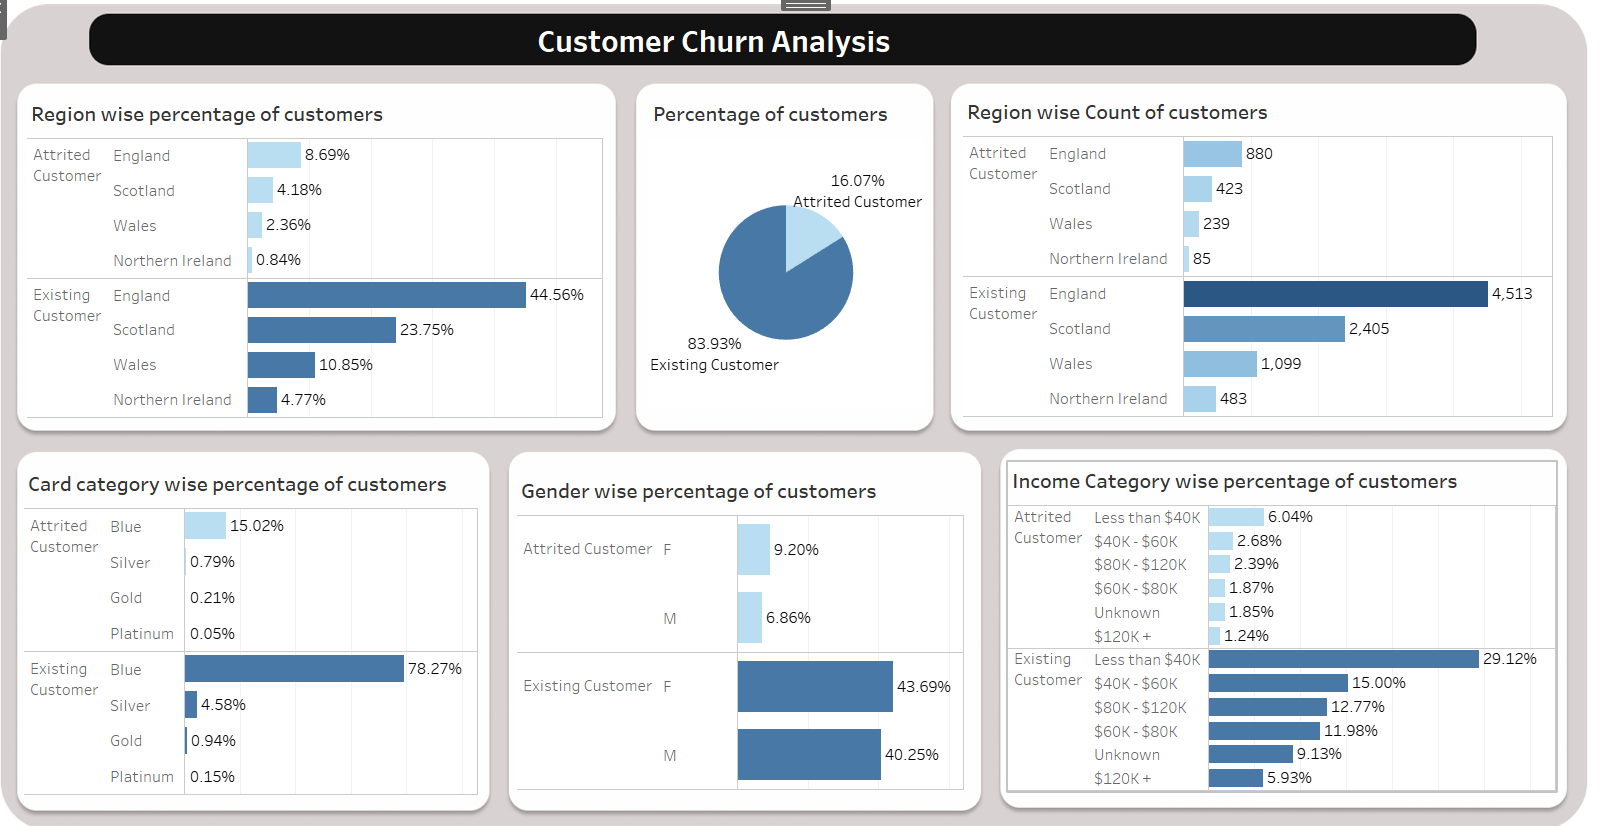 Customer Churn Analysis
Region wise percentage of customers
Attrited
Customer
England
8.69%
Scotland
4.18%
Wales
2.36%
Northern Ireland
0.84%
Existing
Customer
England
44.56%
Scotland
23.75%
Wales
10.85%
Northern Ireland
4.77%
Percentage of customers
16.07%
Attrited Customer
83.93%
Existing Customer
Region wise Count of customers
Attrited
Customer
England
880
Scotland
423
Wales
239
Northern Ireland
85
Existing
Customer
England
4,513
Scotland
2,405
Wales
1,099
Northern Ireland
483
Card category wise percentage of customers
Attrited
Customer
Blue
15.02%
Silver
0.79%
Gold
0.21%
Platinum
0.05%
Existing
Customer
Blue
78.27%
Silver
4.58%
Gold
0.94%
Platinum
0.15%
Gender wise percentage of customers
Attrited Customer
F
9.20%
M
6.86%
Existing Customer
F
43.69%
M
40.25%
Income Category wise percentage of customers
Attrited
Customer
Less than $40K
6.04%
$40K - $60K
2.68%
$80K - $120K
2.39%
$60K - $80K
1.87%
Unknown
1.85%
$120K +
1.24%
Existing
Customer
Less than $40K
29.12%
$40K - $60K
15.00%
$80K - $120K
12.77%
$60K - $80K
11.98%
Unknown
9.13%
$120K +
5.93%